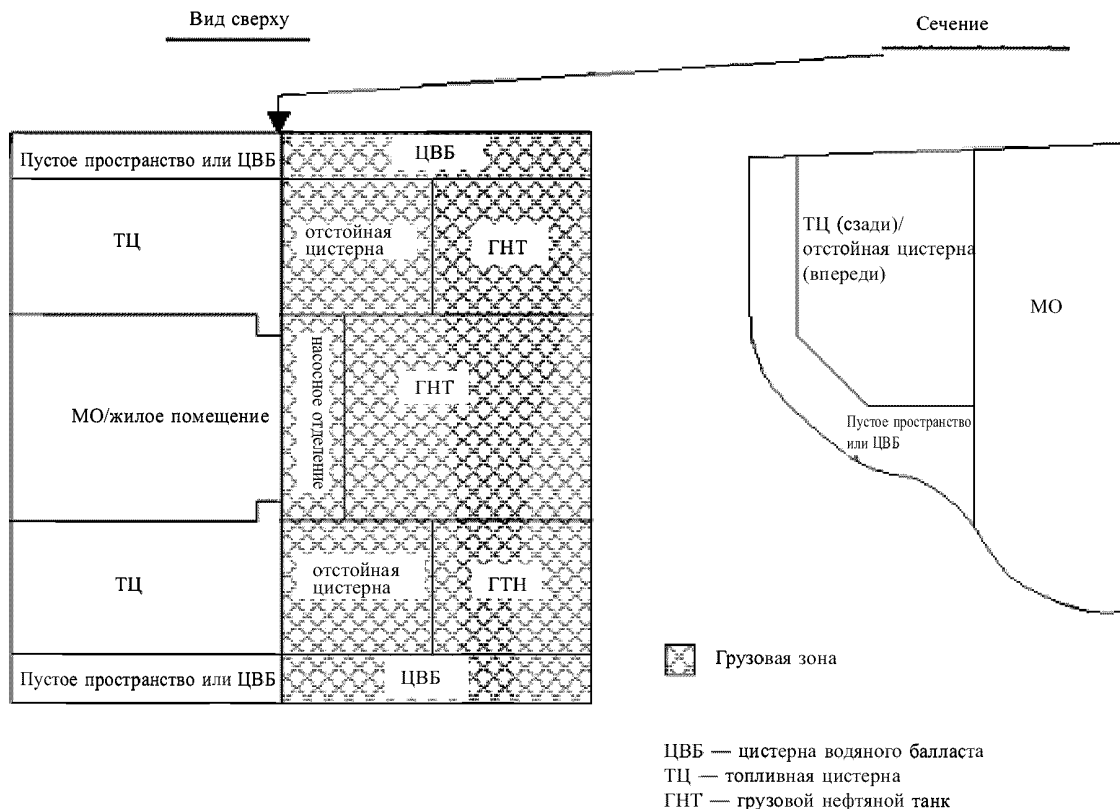 Вид сверху
Сечение
Пустое пространство или ЦВБ
ЦВБ
ТЦ
отстойная
цистерна
ГНТ
МО/жилое помещение
насосное отделение
ГНТ
ТЦ
отстойная
цистерна
ГТН
Пустое пространство или ЦВБ
ЦВБ
ТЦ (сзади)/
отстойная цистерна
(впереди)
МО
Пустое пространство
или ЦВБ
Грузовая зона
ЦВБ — цистерна водяного балласта
ТЦ — топливная цистерна
ГНТ — грузовой нефтяной танк